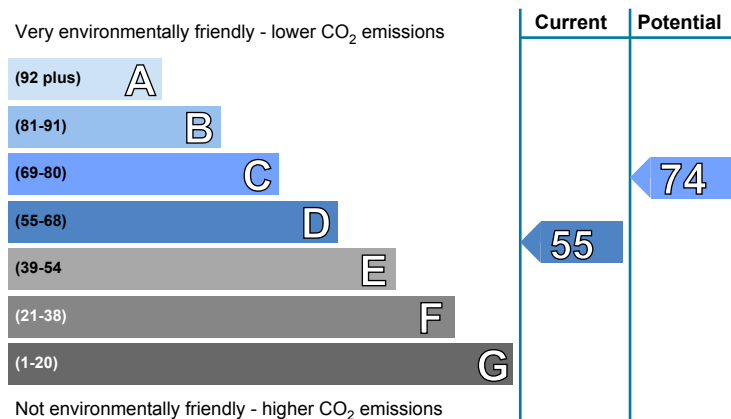 Current Potential
Very environmentally friendly - lower CO2 emissions
(92 plus) A
(81-91) B
(69-80) C
74
(55-68) D
55
(39-54 E
(21-38) F
(1-20) G
Not environmentally friendly - higher CO2 emissions